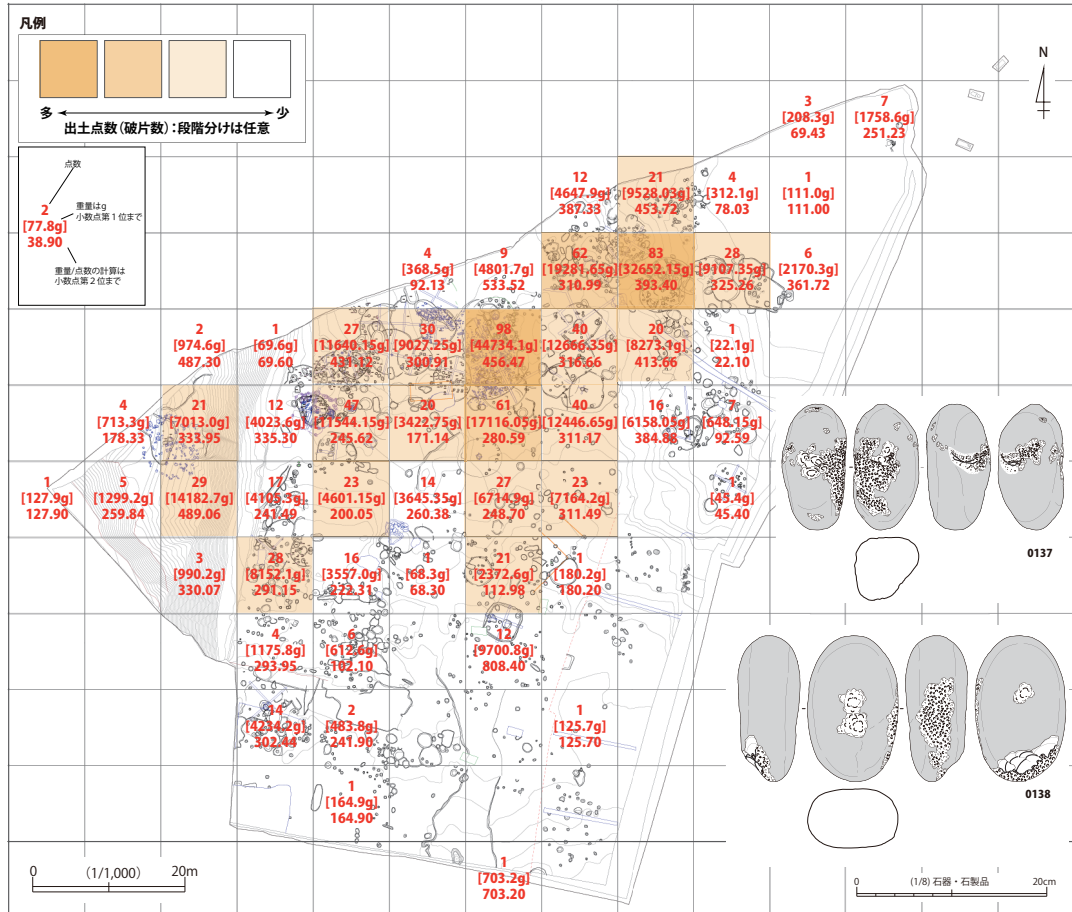 凡例
多 少
出土点数(破片数):段階分けは任意
点数
2
[77.8g]
38.90
重量はg
小数点第1位まで
重量/点数の計算は
小数点第2位まで
N
3
[208.3g]
69.43
7
[1758.6g]
251.23
12
[4647.9g]
387.33
21
[9528.03g]
453.72
4
[312.1g]
78.03
1
[111.0g]
111.00
4
[368.5g]
92.13
9
[4801.7g]
533.52
62
[19281.65g]
310.99
83
[32652.15g]
393.40
28
[9107.35g]
325.26
6
[2170.3g]
361.72
2
[974.6g]
487.30
1
[69.6g]
69.60
27
[11640.15g]
431.12
30
[9027.25g]
300.91
98
[44734.1g]
456.47
40
[12666.35g]
316.66
20
[8273.1g]
413.66
1
[22.1g]
22.10
4
[713.3g]
178.33
21
[7013.0g]
333.95
12
[4023.6g]
335.30
47
[11544.15g]
245.62
20
[3422.75g]
171.14
61
[17116.05g]
280.59
40
[12446.65g]
311.17
16
[6158.05g]
384.88
7
[648.15g]
92.59
1
[127.9g]
127.90
5
[1299.2g]
259.84
29
[14182.7g]
489.06
17
241.49
23
[4601.15g]
200.05
14
[3645.35g]
260.38
27
[6714.9g]
248.70
23
[7164.2g]
311.49
1
45.40
3
[990.2g]
330.07
28
[8152.1g]
291.15
16
[3557.0g]
222.31
1
[68.3g]
68.30
21
[2372.6g]
112.98
1
[180.2g]
180.20
4
[1175.8g]
293.95
6
[612.6g]
102.10
12
[9700.8g]
808.40
14
[4234.2g]
302.44
2
[483.8g]
241.90
1
[125.7g]
125.70
1
[164.9g]
164.90
1
[703.2g]
703.20
0137
0138
0 (1/1,000) 20m
0 (1/8) 石器・石製品 20cm